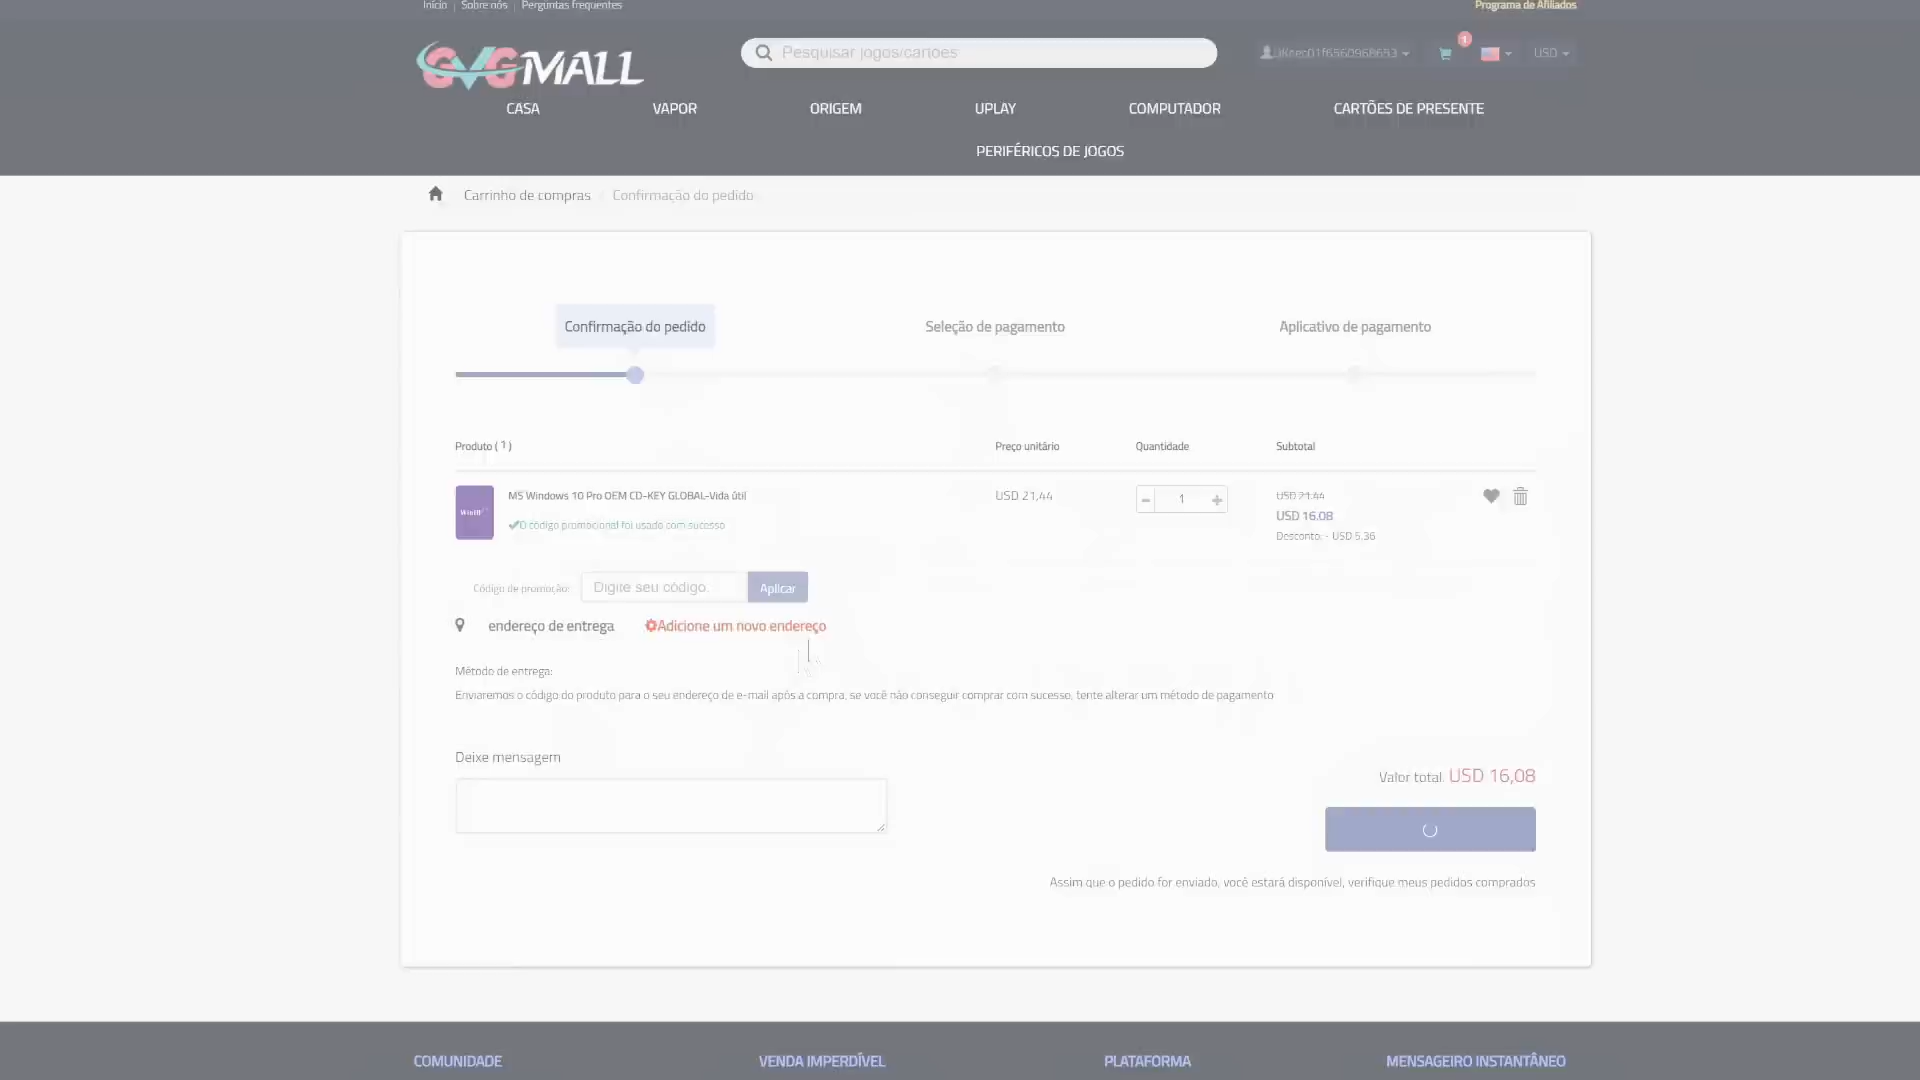 Início Sobre nós Perguntas frequentes
Programa de Afiliados
GVGMALL
Pesquisar jogos/cartões
1
USD
CASA VAPOR ORIGEM UPLAY COMPUTADOR CARTÕES DE PRESENTE
PERIFÉRICOS DE JOGOS
Carrinho de compras Confirmação do pedido
Confirmação do pedido Seleção de pagamento Aplicativo de pagamento
Produto ( 1 ) Preço unitário Quantidade Subtotal
MS Windows 10 Pro OEM CD-KEY GLOBAL-Vida útil USD 21,44 1 USD 21.44
USD 16.08
O código promocional foi usado com sucesso
Desconto: - USD 5.36
Código de promoção: Digite seu código. Aplicar
endereço de entrega Adicione um novo endereço
Método de entrega:
Enviaremos o código do produto para o seu endereço de e-mail após a compra, se você não conseguir comprar com sucesso, tente alterar um método de pagamento
Deixe mensagem
Valor total. USD 16,08
Assim que o pedido for enviado, você estará disponível, verifique meus pedidos comprados
COMUNIDADE VENDA IMPERDÍVEL PLATAFORMA MENSAGEIRO INSTANTÂNEO